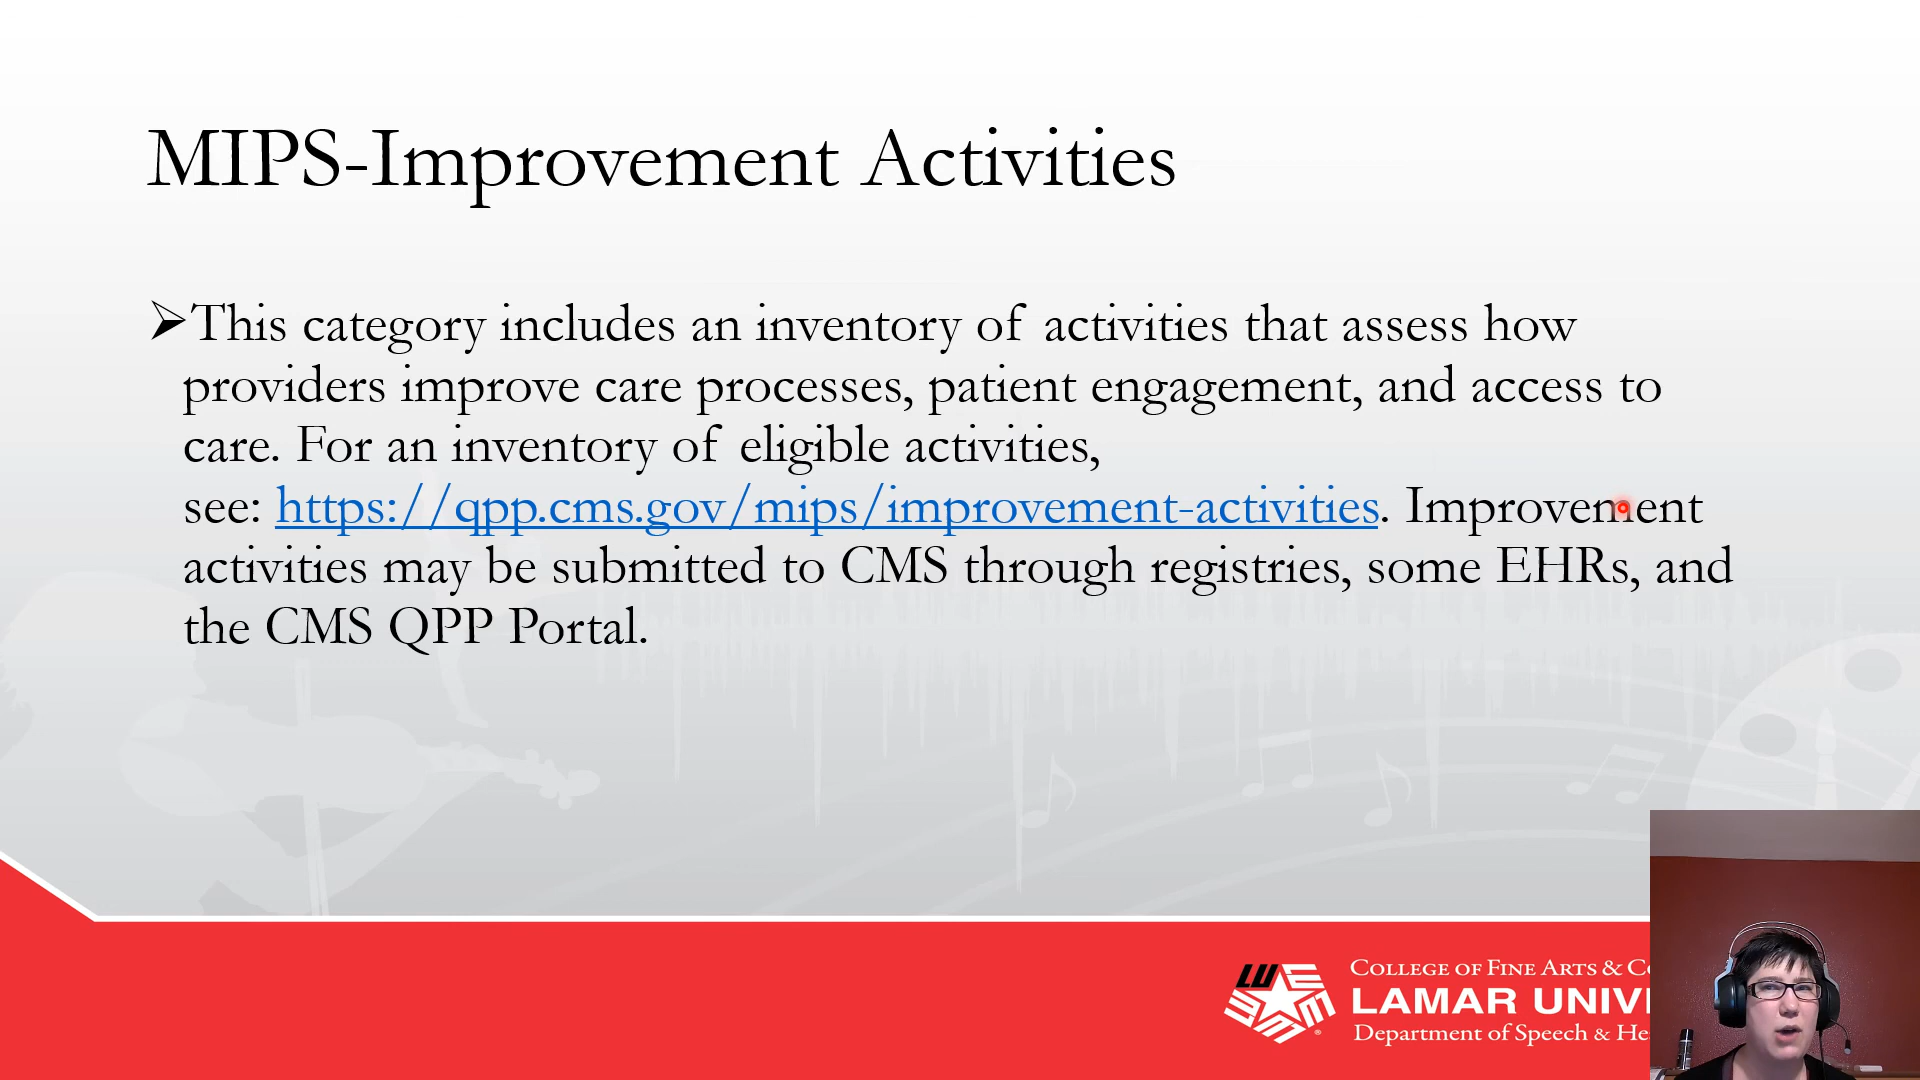 MIPS-Improvement Activities
➢This category includes an inventory of activities that assess how
providers improve care processes, patient engagement, and access to
care. For an inventory of eligible activities,
see: https://qpp.cms.gov/mips/improvement-activities. Improvement
activities may be submitted to CMS through registries, some EHRs, and
the CMS QPP Portal.
COLLEGE OF FINE ARTS &
LAMAR
Department of Speech &